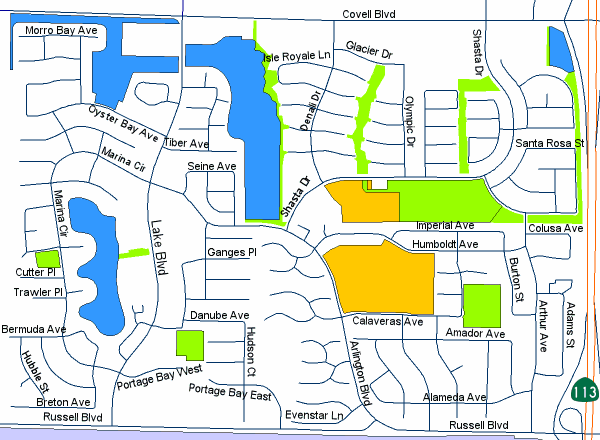 Covell Blvd
Morro Bay Ave
Shasta Dr
Glacier Dr
Isle Royale Ln
Denali Dr
Olympic Dr
Oyster Bay Ave
Tiber Ave
Santa Rosa St
Marina Cir
Seine Ave
Shasta Dr
Marina Cir
Lake Blvd
Imperial Ave
Colusa Ave
Humboldt Ave
Ganges Pl
Burton St
Cutter Pl
Trawler Pl
Arthur Ave
Adams St
Danube Ave
Calaveras Ave
Bermuda Ave
Hudson Ct
Amador Ave
Arlington Blvd
Hubble St
Portage Bay West
113
Portage Bay East
Alameda Ave
Breton Ave
Evenstar Ln
Russell Blvd
Russell Blvd